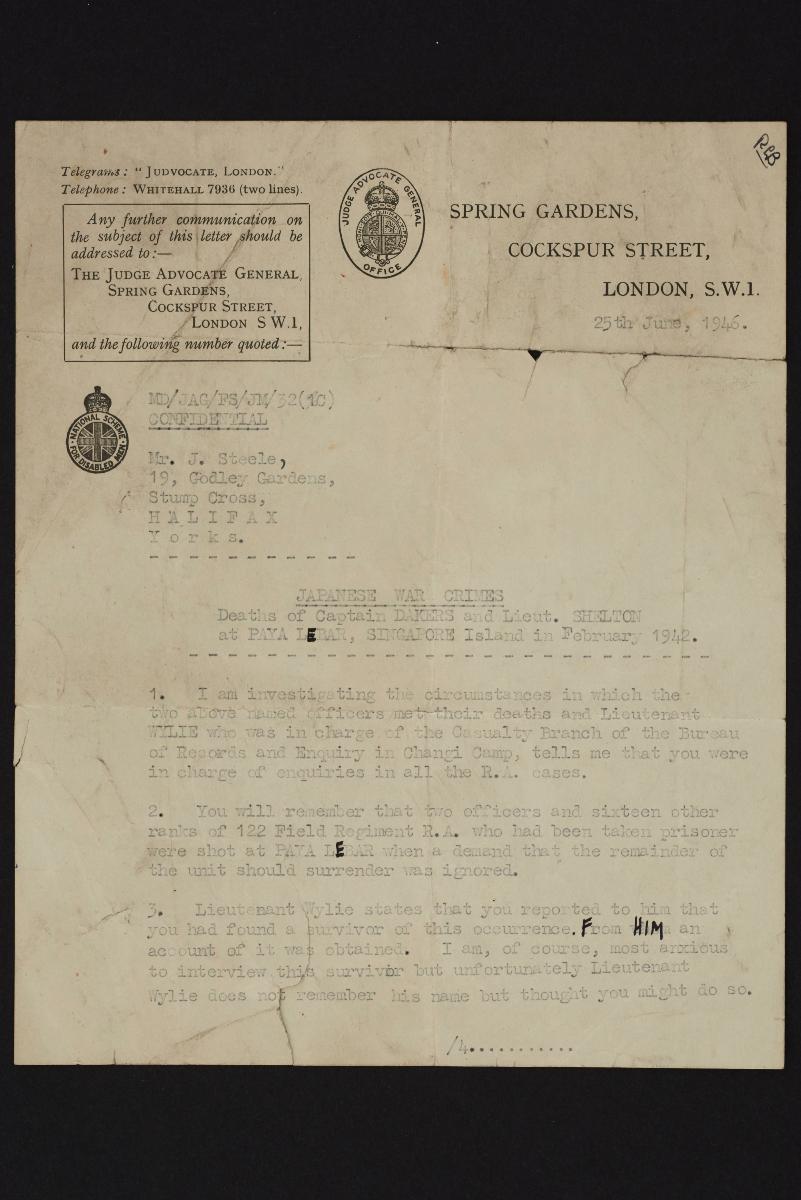 Telegrams: "JUDVOCATE, LONDON."
Telephone: WHITEHALL 7936 (two lines).
Any further communication on
the subject of this letter should be
addressed to:—
THE JUDGE ADVOCATE GENERAL,
SPRING GARDENS,
COCKSPUR STREET,
LONDON S W.1,
and the following number quoted:—
JUDGE ADVOCATE GENERAL
OFFICE
SPRING GARDENS,
COCKSPUR STREET,
LONDON, S.W.1.
25th June, 1946.
NATIONAL SCHEME
FOR DISABLED MEN
MD/JAG/FS/JM/32(1C)
CONFIDENTIAL
Mr. J. Steele,
19, Godley Gardens,
Stump Cross,
H A L I F A X
Y o r k s.
JAPANESE WAR CRIMES
Deaths of Captain DAKERS and Lieut. SHELTON
at PAYA LEBAR, SINGAPORE Island in February 1942.
1. I am investigating the circumstances in which the
two above named officers met their deaths and Lieutenant
WYLIE who was in charge of the Casualty Branch of the Bureau
of Records and Enquiry in Changi Camp, tells me that you were
in charge of enquiries in all the R.A. cases.
2. You will remember that two officers and sixteen other
ranks of 122 Field Regiment R.A. who had been taken prisoner
were shot at PAYA LEBAR when a demand that the remainder of
the unit should surrender was ignored.
3. Lieutenant Wylie states that you reported to him that
you had found a survivor of this occurrence. From HIM an
account of it was obtained. I am, of course, most anxious
to interview this survivor but unfortunately Lieutenant
Wylie does not remember his name but thought you might do so.
/4...........